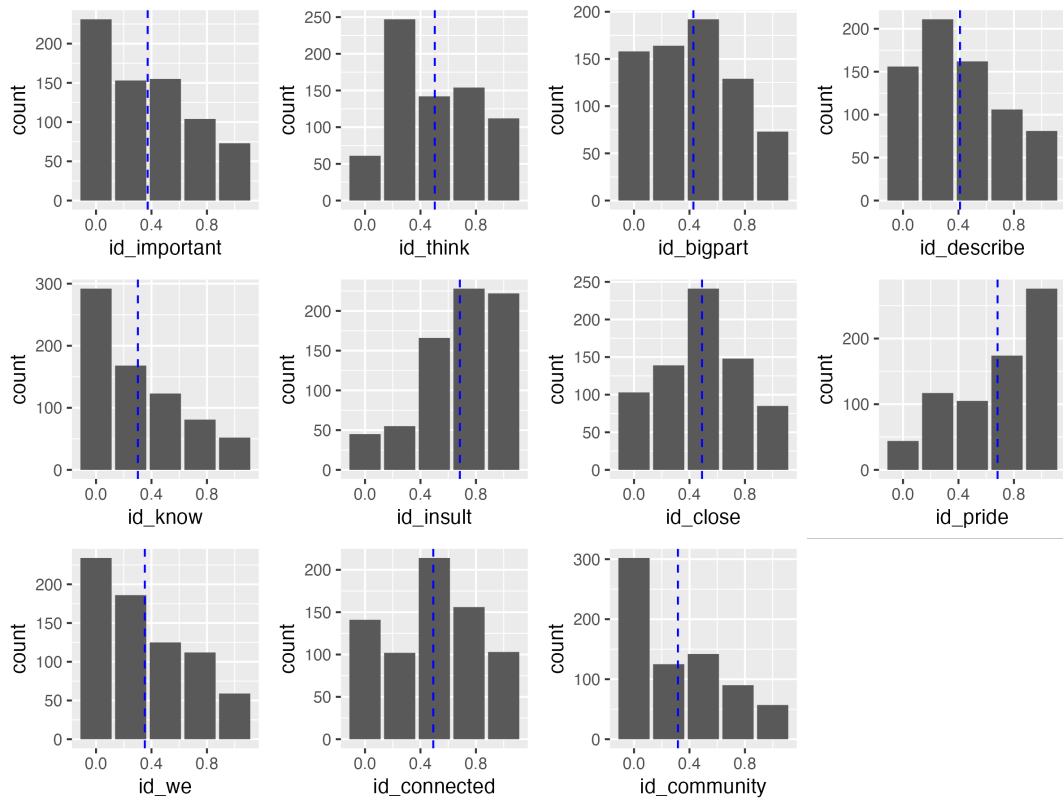 count
200
150
100
50
0
0.0 0.4 0.8
id_important
count
250
200
150
100
50
0
0.0 0.4 0.8
id_think
count
200
150
100
50
0
0.0 0.4 0.8
id_bigpart
count
200
150
100
50
0
0.0 0.4 0.8
id_describe
count
300
200
100
0
0.0 0.4 0.8
id_know
count
200
150
100
50
0
0.0 0.4 0.8
id_insult
count
250
200
150
100
50
0
0.0 0.4 0.8
id_close
count
200
100
0
0.0 0.4 0.8
id_pride
count
200
150
100
50
0
0.0 0.4 0.8
id_we
count
200
150
100
50
0
0.0 0.4 0.8
id_connected
count
300
200
100
0
0.0 0.4 0.8
id_community